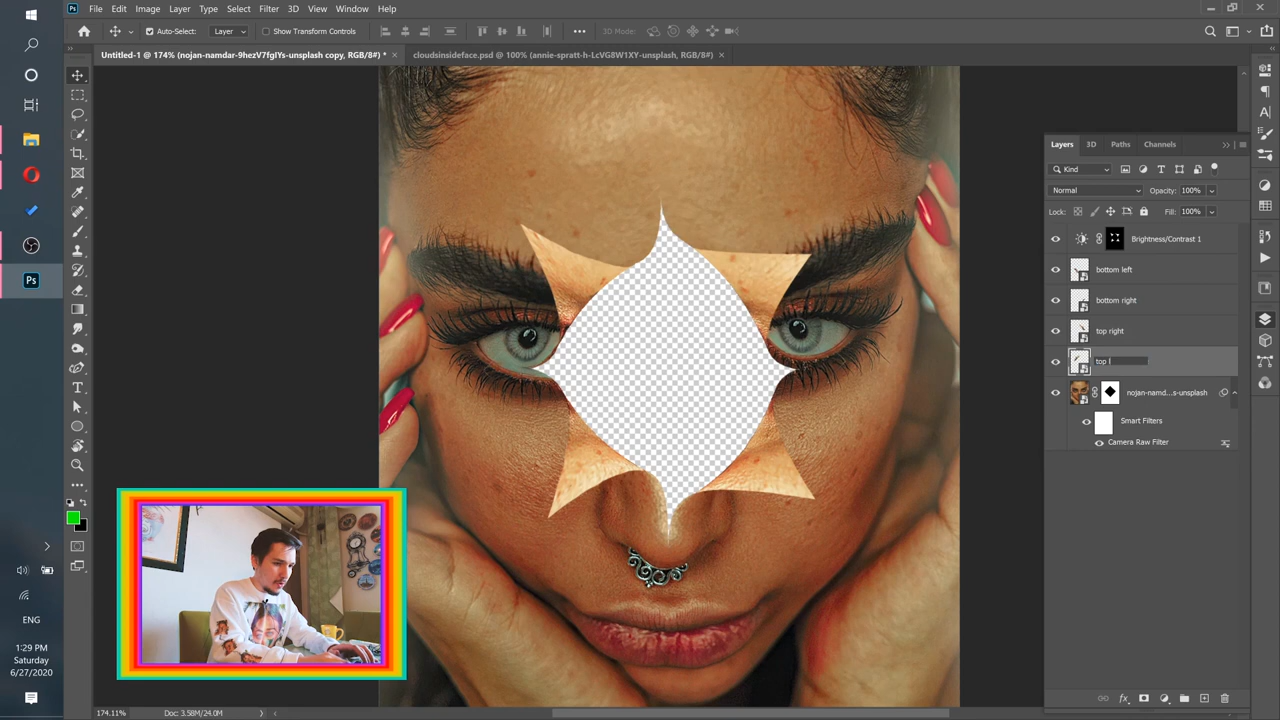 Ps File Edit Image Layer Type Select Filter 3D View Window Help
Auto-Select: Layer Show Transform Controls 3D Mode:
Untitled-1 @ 174% (nojan-namdar-9hezV7fgIYs-unsplash copy, RGB/8#) *
cloudsinsideface.psd @ 100% (annie-spratt-h-LcVG8W1XY-unsplash, RGB/8#)
Layers 3D Paths Channels
Kind
Normal Opacity: 100%
Lock: Fill: 100%
Brightness/Contrast 1
bottom left
bottom right
top right
top l
nojan-namd...s-unsplash
Smart Filters
Camera Raw Filter
Ps
ENG
1:29 PM
Saturday
6/27/2020
174.11% Doc: 3.58M/24.0M